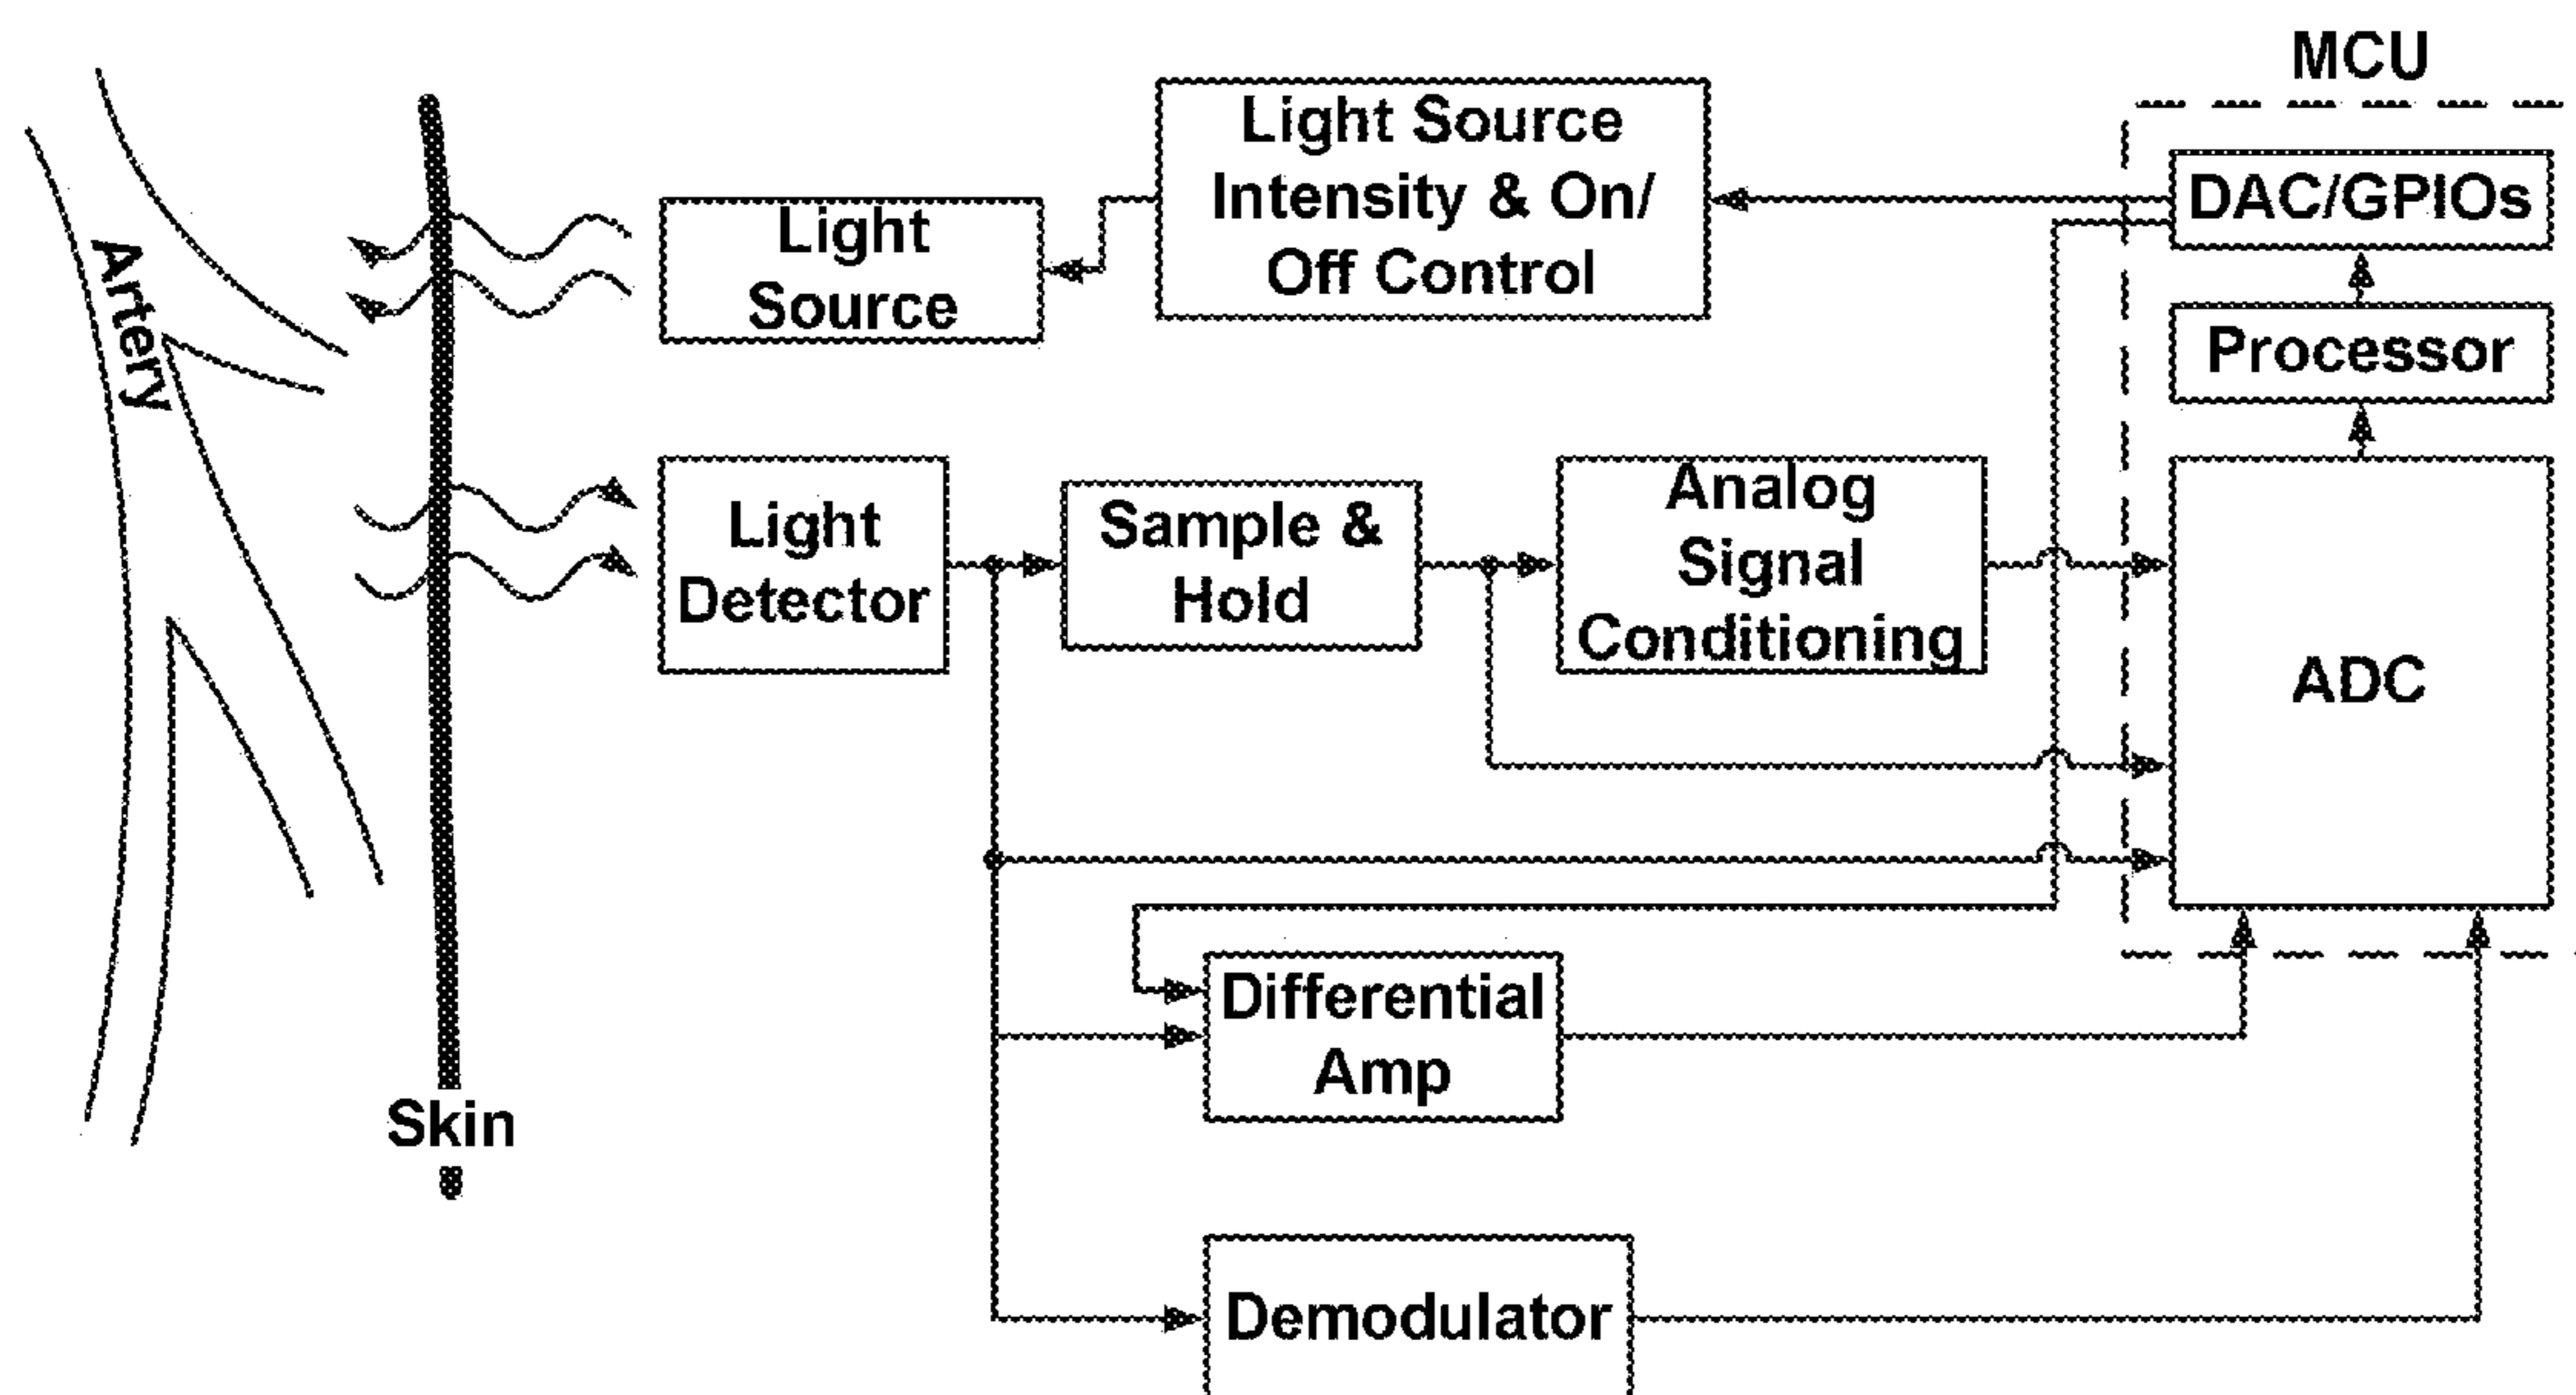 MCU
Light Source
Intensity & On/
Off Control
DAC/GPIOs
Light
Source
Artery
Processor
Light
Detector
Sample &
Hold
Analog
Signal
Conditioning
ADC
Differential
Amp
Skin
Demodulator